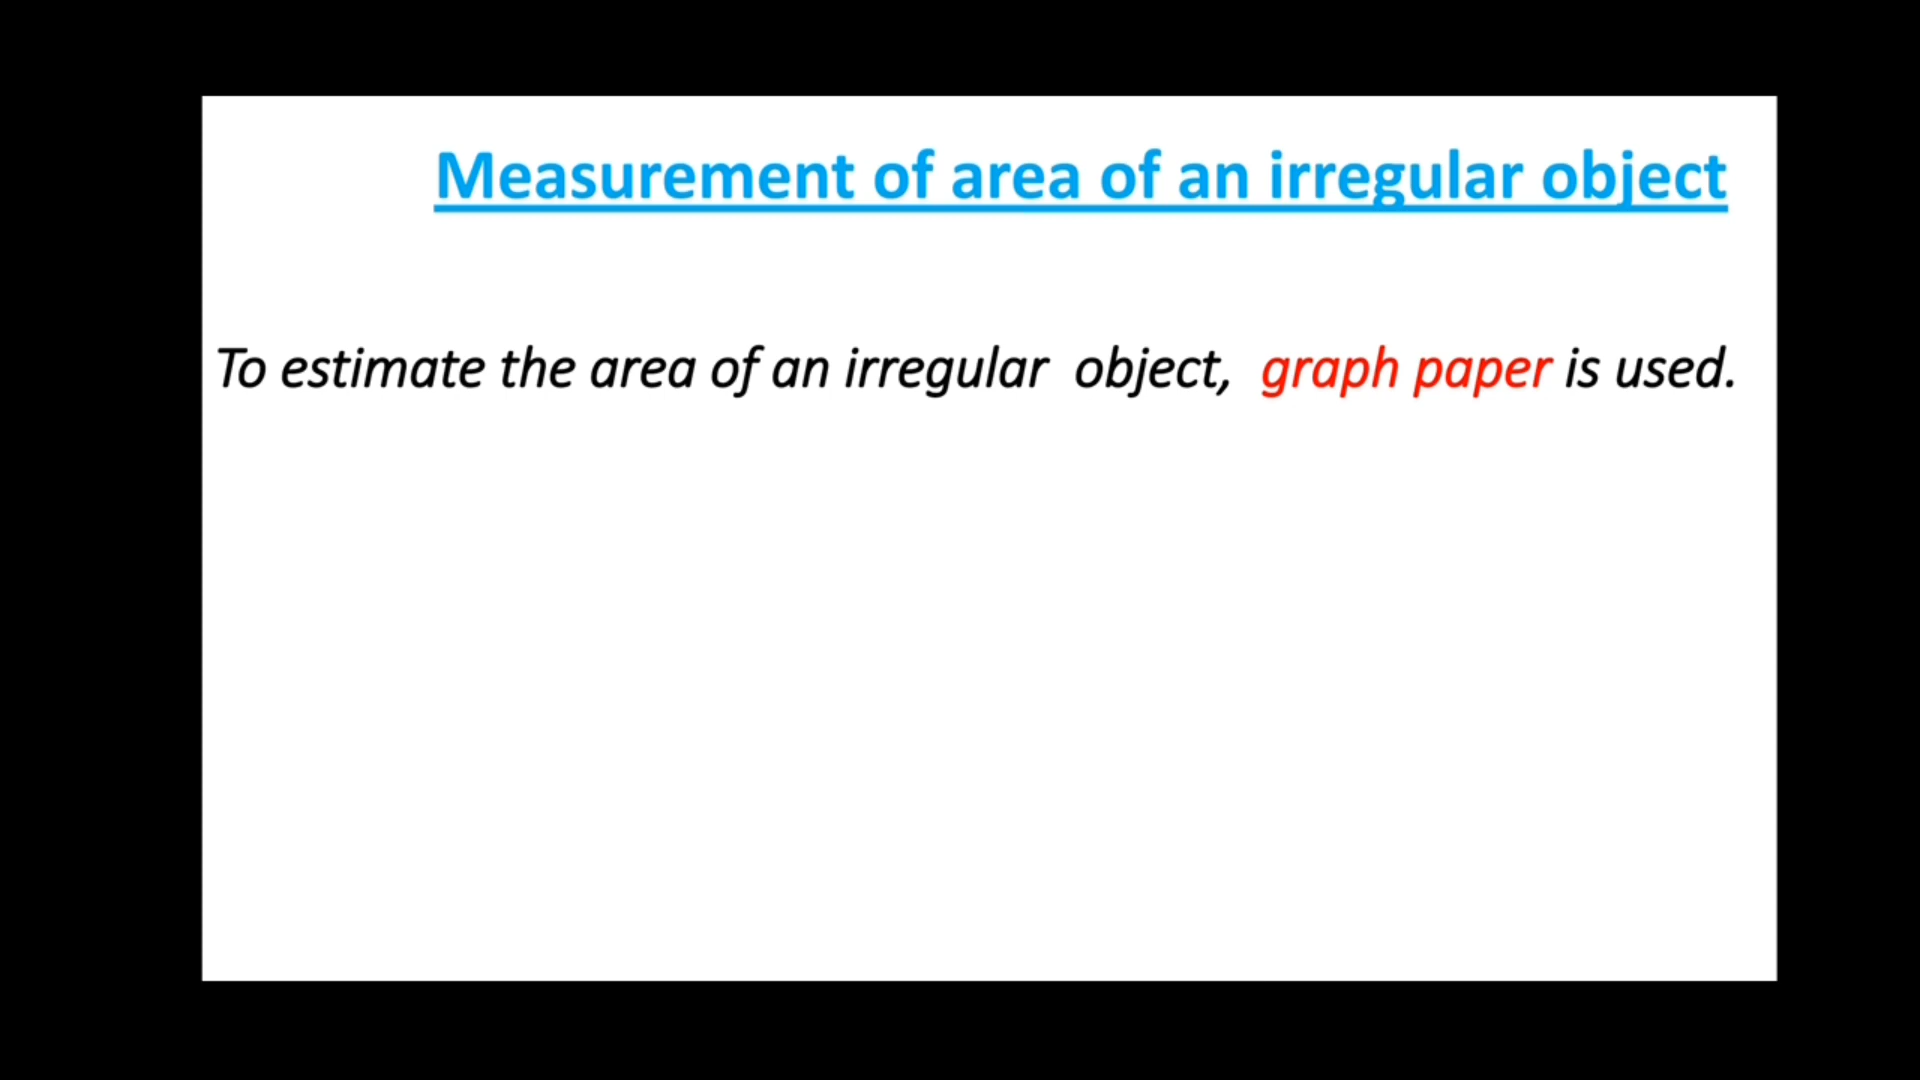 Measurement of area of an irregular object
To estimate the area of an irregular object, graph paper is used.